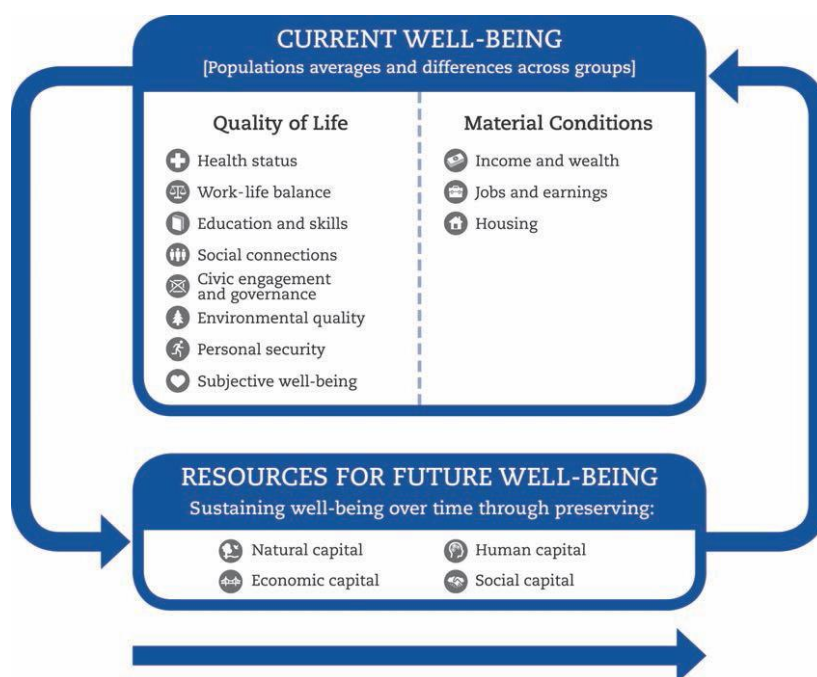 CURRENT WELL-BEING
[Populations averages and differences across groups]
Quality of Life
Health status
Work-life balance
Education and skills
Social connections
Civic engagement
and governance
Environmental quality
Personal security
Subjective well-being
Material Conditions
Income and wealth
Jobs and earnings
Housing
RESOURCES FOR FUTURE WELL-BEING
Sustaining well-being over time through preserving:
Natural capital
Human capital
Economic capital
Social capital